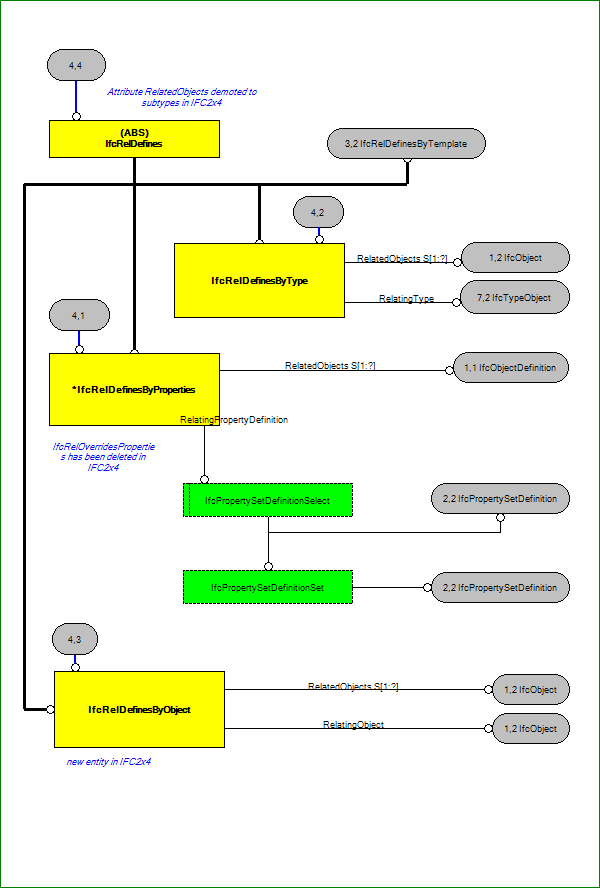 4,4
Attribute RelatedObjects demoted to
subtypes in IFC2x4
(ABS)
IfcRelDefines
3,2 IfcRelDefinesByTemplate
4,2
RelatedObjects S[1:?]
1,2 IfcObject
IfcRelDefinesByType
RelatingType
7,2 IfcTypeObject
4,1
RelatedObjects S[1:?]
1,1 IfcObjectDefinition
*IfcRelDefinesByProperties
RelatingPropertyDefinition
IfcRelOverridesPropertie
s has been deleted in
IFC2x4
IfcPropertySetDefinitionSelect
2,2 IfcPropertySetDefinition
IfcPropertySetDefinitionSet
2,2 IfcPropertySetDefinition
4,3
RelatedObjects S[1:?]
1,2 IfcObject
IfcRelDefinesByObject
RelatingObject
1,2 IfcObject
new entity in IFC2x4